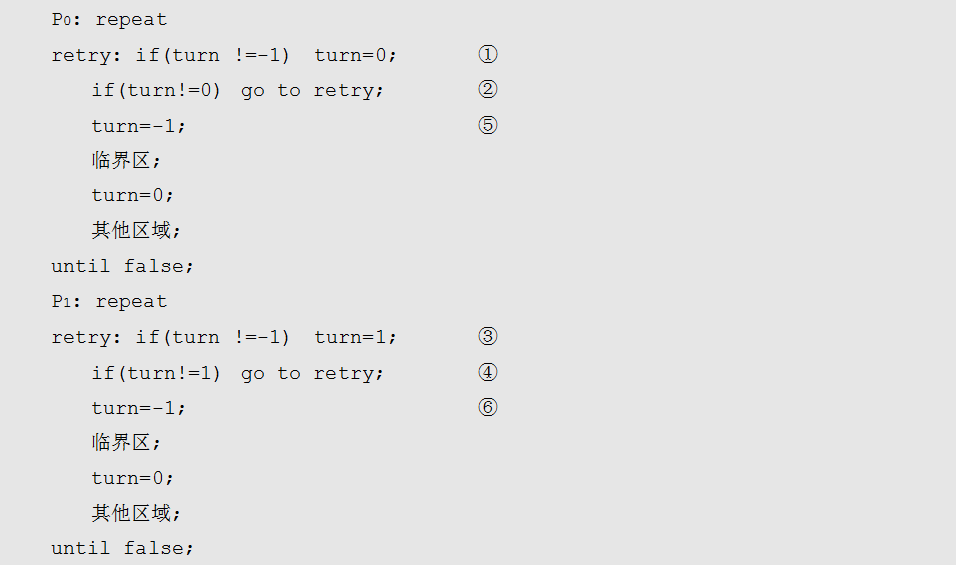 P0: repeat
retry: if(turn !=-1) turn=0; ①
if(turn!=0) go to retry; ②
turn=-1; ⑤
临界区;
turn=0;
其他区域;
until false;
P1: repeat
retry: if(turn !=-1) turn=1; ③
if(turn!=1) go to retry; ④
turn=-1; ⑥
临界区;
turn=0;
其他区域;
until false;